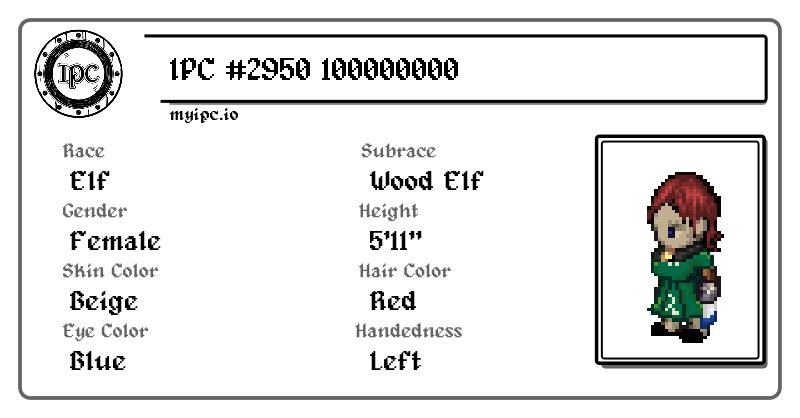 IPC
IPC #2950 100000000
myipc.io
Race
Elf
Subrace
Wood Elf
Gender
Female
Height
5'11"
Skin Color
Beige
Hair Color
Red
Eye Color
Blue
Handedness
Left